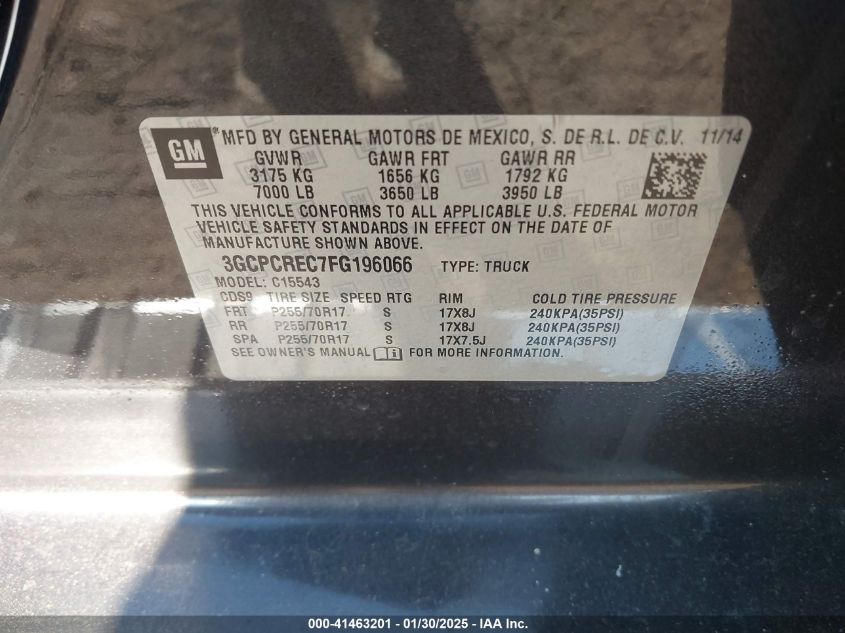 GM MFD BY GENERAL MOTORS DE MEXICO, S. DE R.L. DE C.V. 11/14
GVWR GAWR FRT GAWR RR
3175 KG 1656 KG 1792 KG
7000 LB 3650 LB 3950 LB
THIS VEHICLE CONFORMS TO ALL APPLICABLE U.S. FEDERAL MOTOR
VEHICLE SAFETY STANDARDS IN EFFECT ON THE DATE OF
MANUFACTURE SHOWN ABOVE.
3GCPCREC7FG196066 TYPE: TRUCK
MODEL: C15543
CDS9 TIRE SIZE SPEED RTG RIM COLD TIRE PRESSURE
FRT P255/70R17 S 17X8J 240KPA(35PSI)
RR P255/70R17 S 17X8J 240KPA(35PSI)
SPA P255/70R17 S 17X7.5J 240KPA(35PSI)
SEE OWNER'S MANUAL FOR MORE INFORMATION.
000-41463201 - 01/30/2025 - IAA Inc.